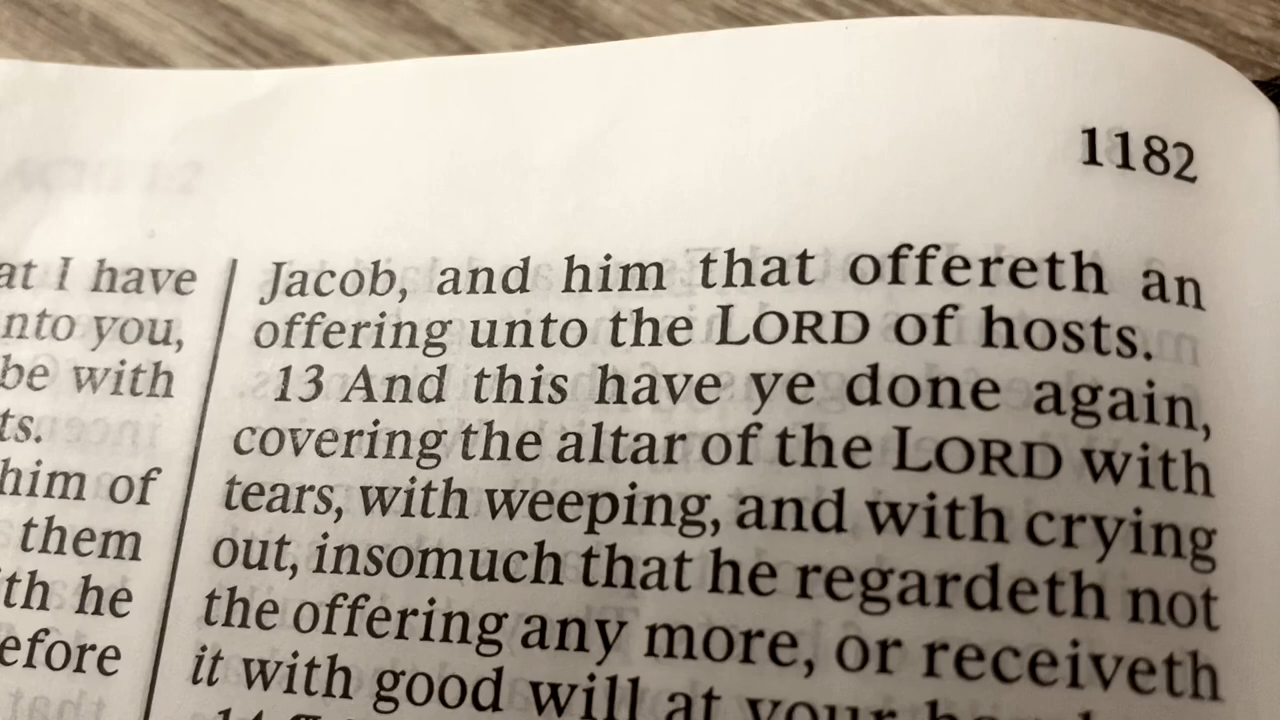 1182
at I have
nto you,
be with
ts.
him of
them
th he
efore
Jacob, and him that offereth an
offering unto the LORD of hosts.
13 And this have ye done again,
covering the altar of the LORD with
tears, with weeping, and with crying
out, insomuch that he regardeth not
the offering any more, or receiveth
it with good will at your